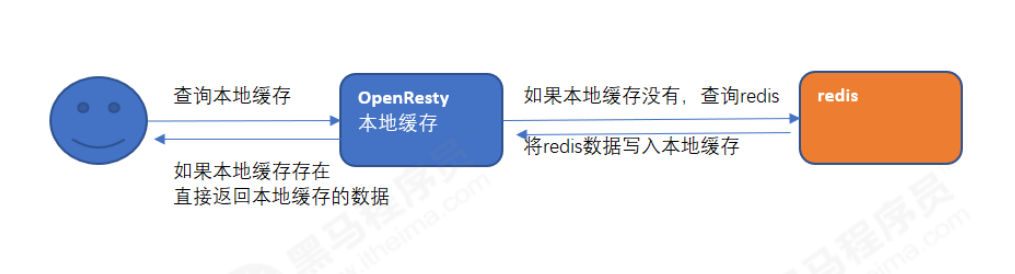 查询本地缓存
如果本地缓存存在
直接返回本地缓存的数据
OpenResty
本地缓存
如果本地缓存没有，查询redis
将redis数据写入本地缓存
redis
黑马程序员
www.itheima.com
黑马程序员
www.itheima.com